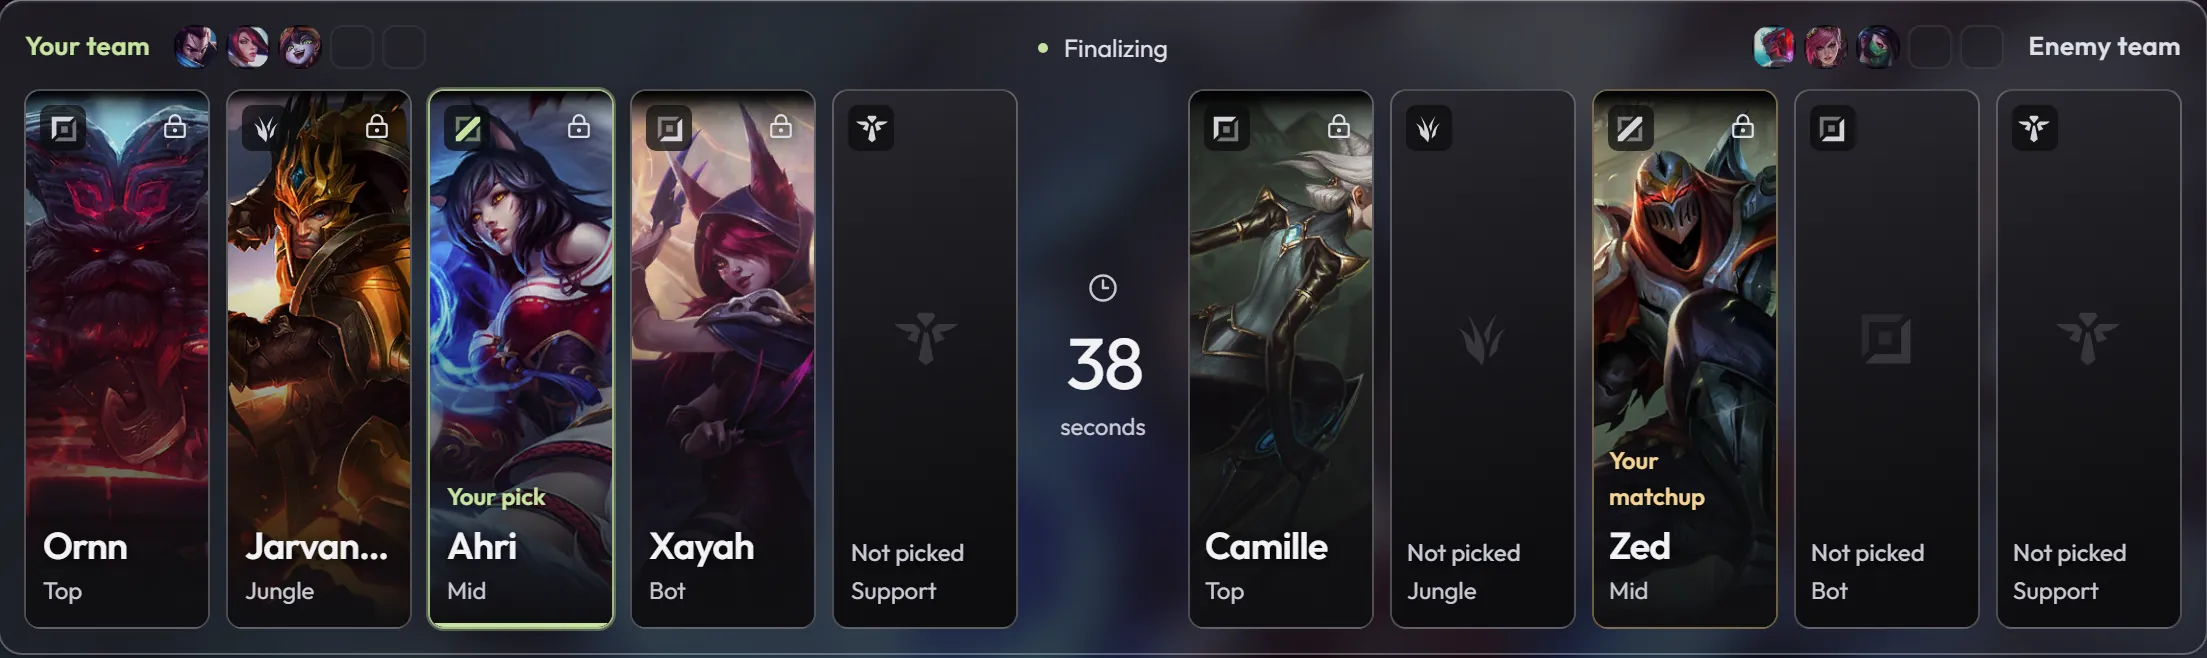 Your team
Finalizing
Enemy team
Ornn
Top
Jarvan...
Jungle
Your pick
Ahri
Mid
Xayah
Bot
Not picked
Support
38
seconds
Camille
Top
Not picked
Jungle
Your
matchup
Zed
Mid
Not picked
Bot
Not picked
Support